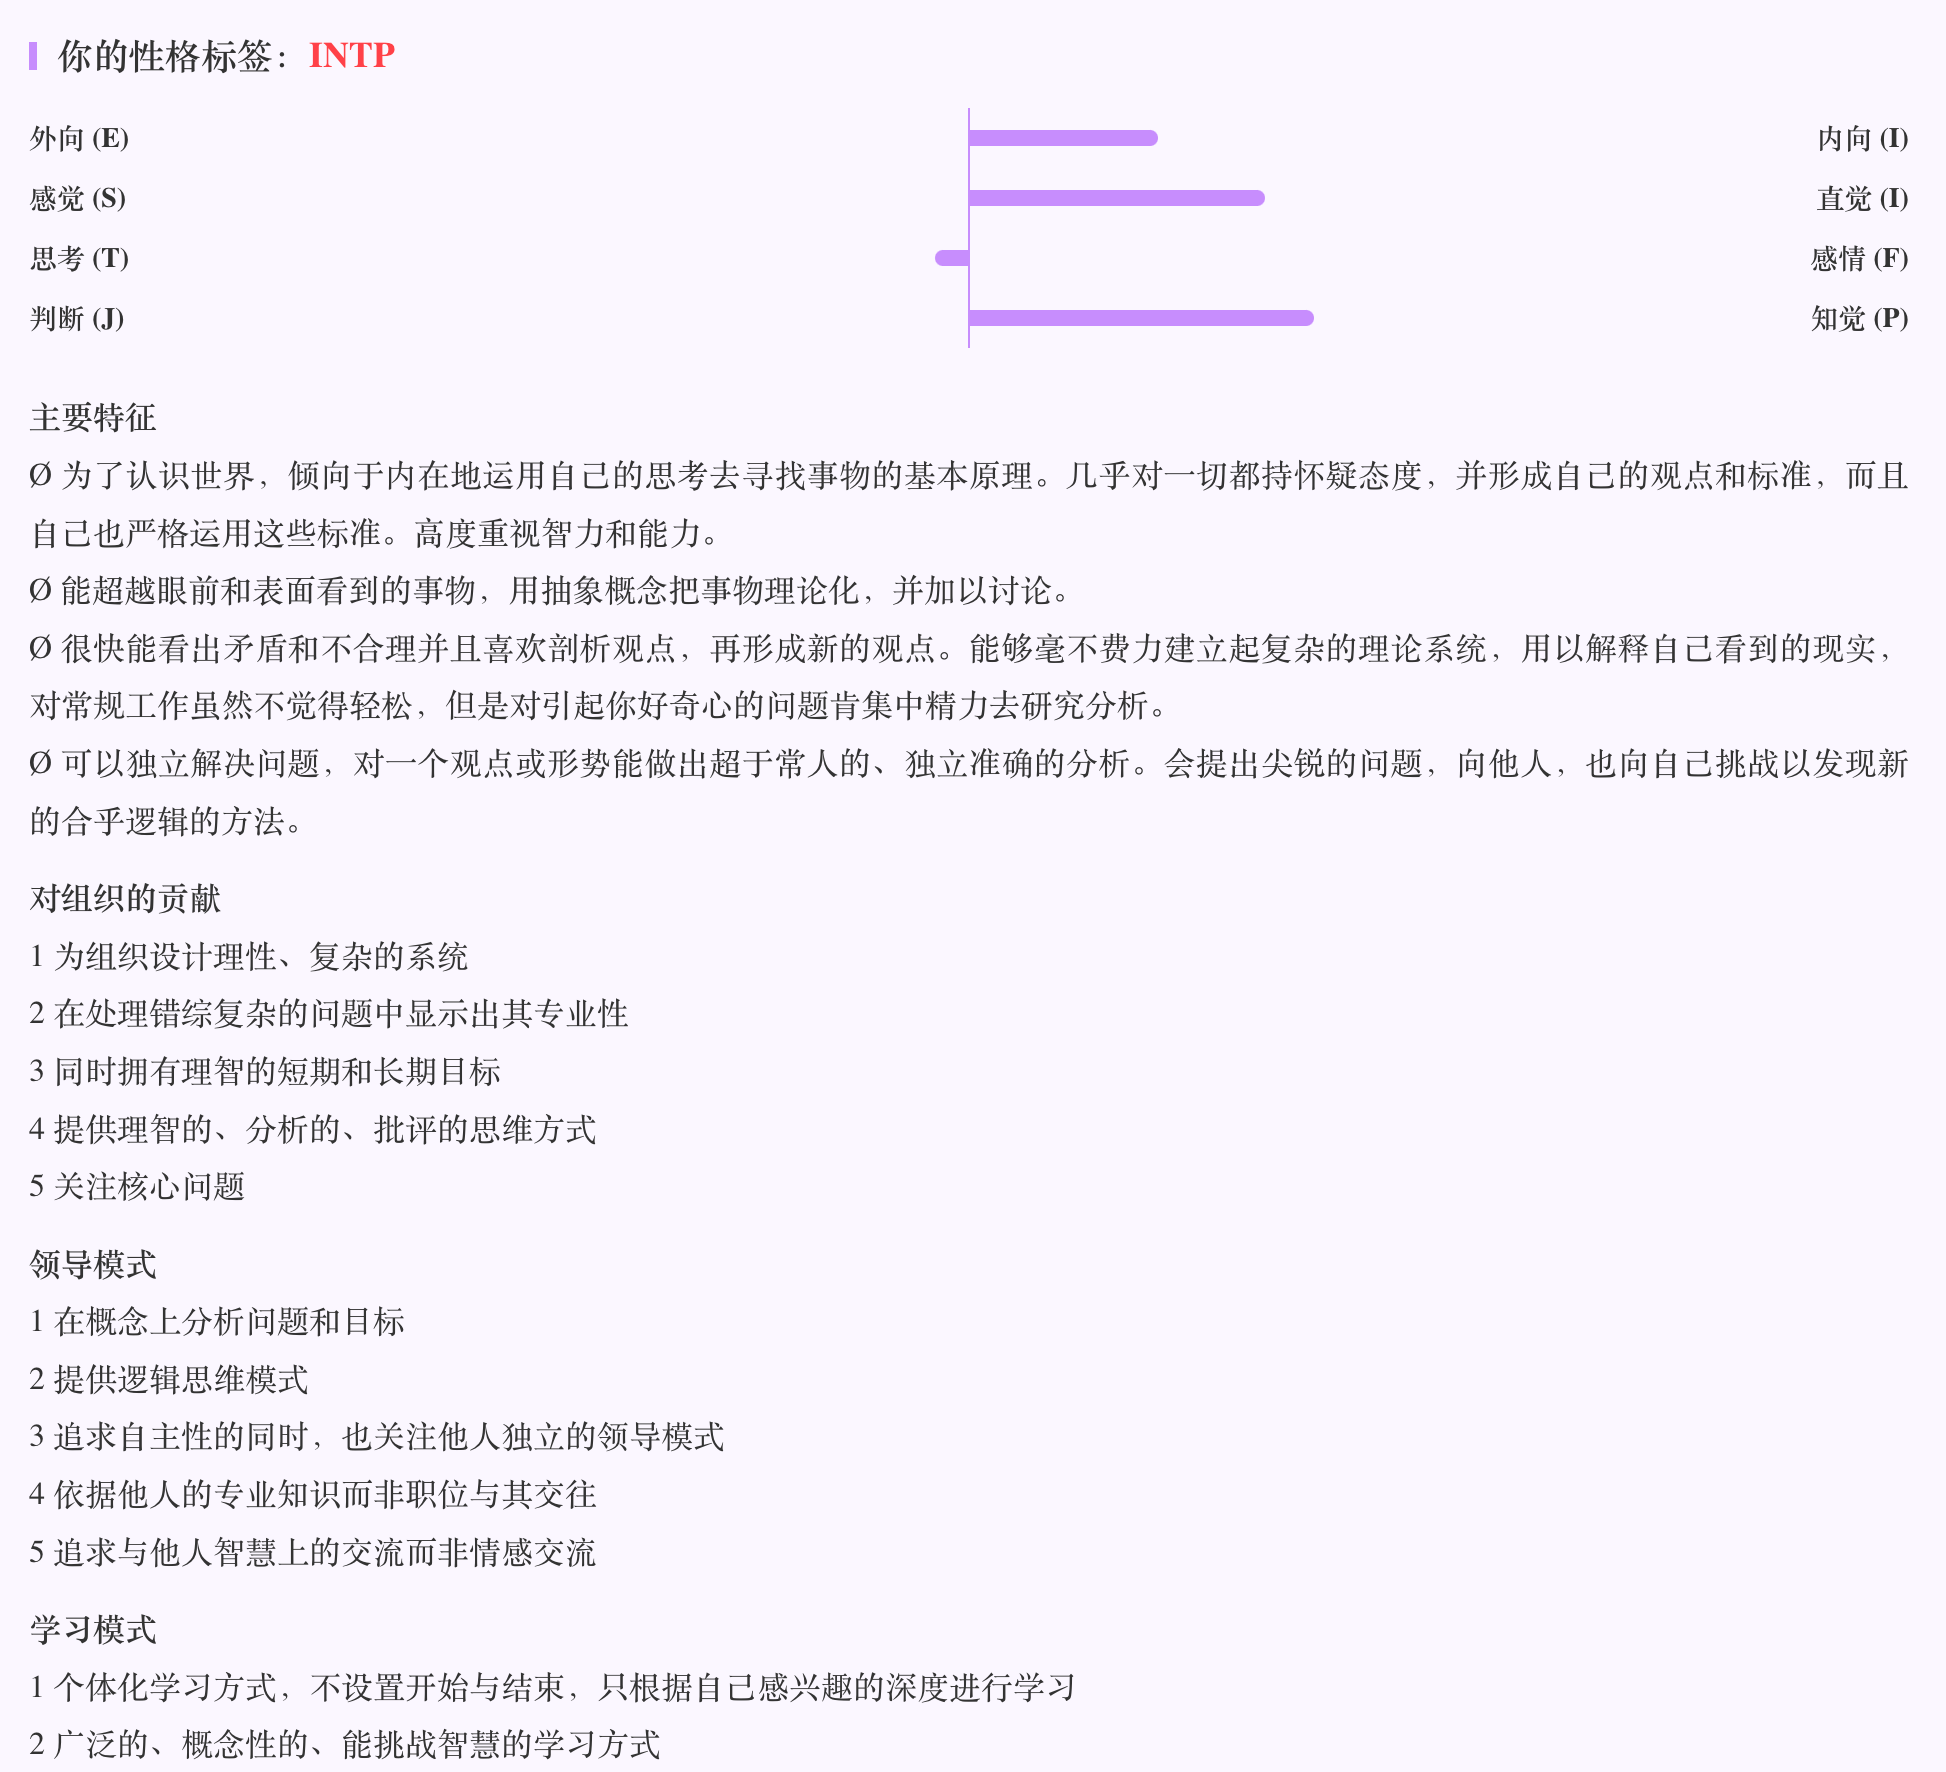 你的性格标签：INTP
外向 (E) 内向 (I)
感觉 (S) 直觉 (I)
思考 (T) 感情 (F)
判断 (J) 知觉 (P)
主要特征
Ø 为了认识世界，倾向于内在地运用自己的思考去寻找事物的基本原理。几乎对一切都持怀疑态度，并形成自己的观点和标准，而且
自己也严格运用这些标准。高度重视智力和能力。
Ø 能超越眼前和表面看到的事物，用抽象概念把事物理论化，并加以讨论。
Ø 很快能看出矛盾和不合理并且喜欢剖析观点，再形成新的观点。能够毫不费力建立起复杂的理论系统，用以解释自己看到的现实，
对常规工作虽然不觉得轻松，但是对引起你好奇心的问题肯集中精力去研究分析。
Ø 可以独立解决问题，对一个观点或形势能做出超于常人的、独立准确的分析。会提出尖锐的问题，向他人，也向自己挑战以发现新
的合乎逻辑的方法。
对组织的贡献
1 为组织设计理性、复杂的系统
2 在处理错综复杂的问题中显示出其专业性
3 同时拥有理智的短期和长期目标
4 提供理智的、分析的、批评的思维方式
5 关注核心问题
领导模式
1 在概念上分析问题和目标
2 提供逻辑思维模式
3 追求自主性的同时，也关注他人独立的领导模式
4 依据他人的专业知识而非职位与其交往
5 追求与他人智慧上的交流而非情感交流
学习模式
1 个体化学习方式，不设置开始与结束，只根据自己感兴趣的深度进行学习
2 广泛的、概念性的、能挑战智慧的学习方式